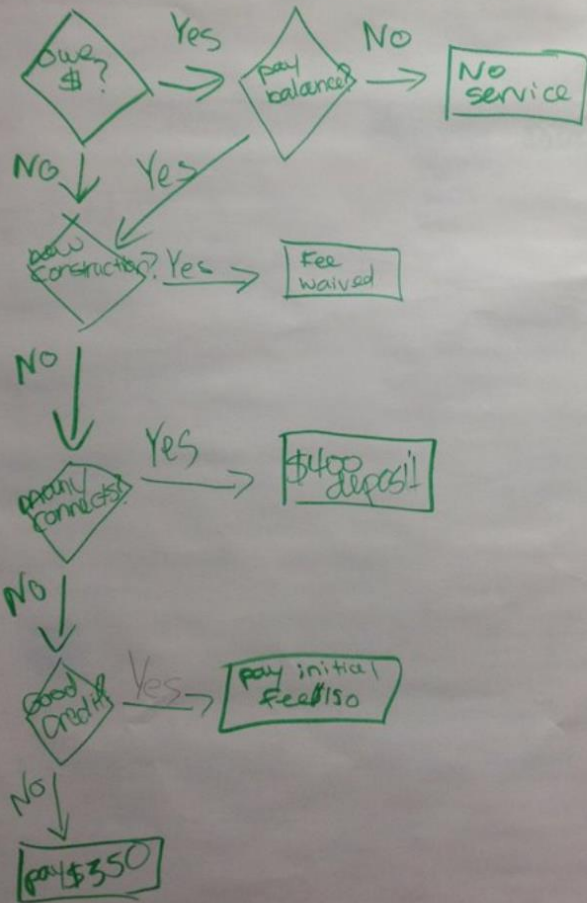 owe
$?
Yes
pay
balance?
NO
No
service
NO
Yes
new
construction?
Yes
Fee
waived
NO
connects?
Yes
$400
deposit
NO
Good
credit?
Yes
pay initial
fee $150
NO
pay $350